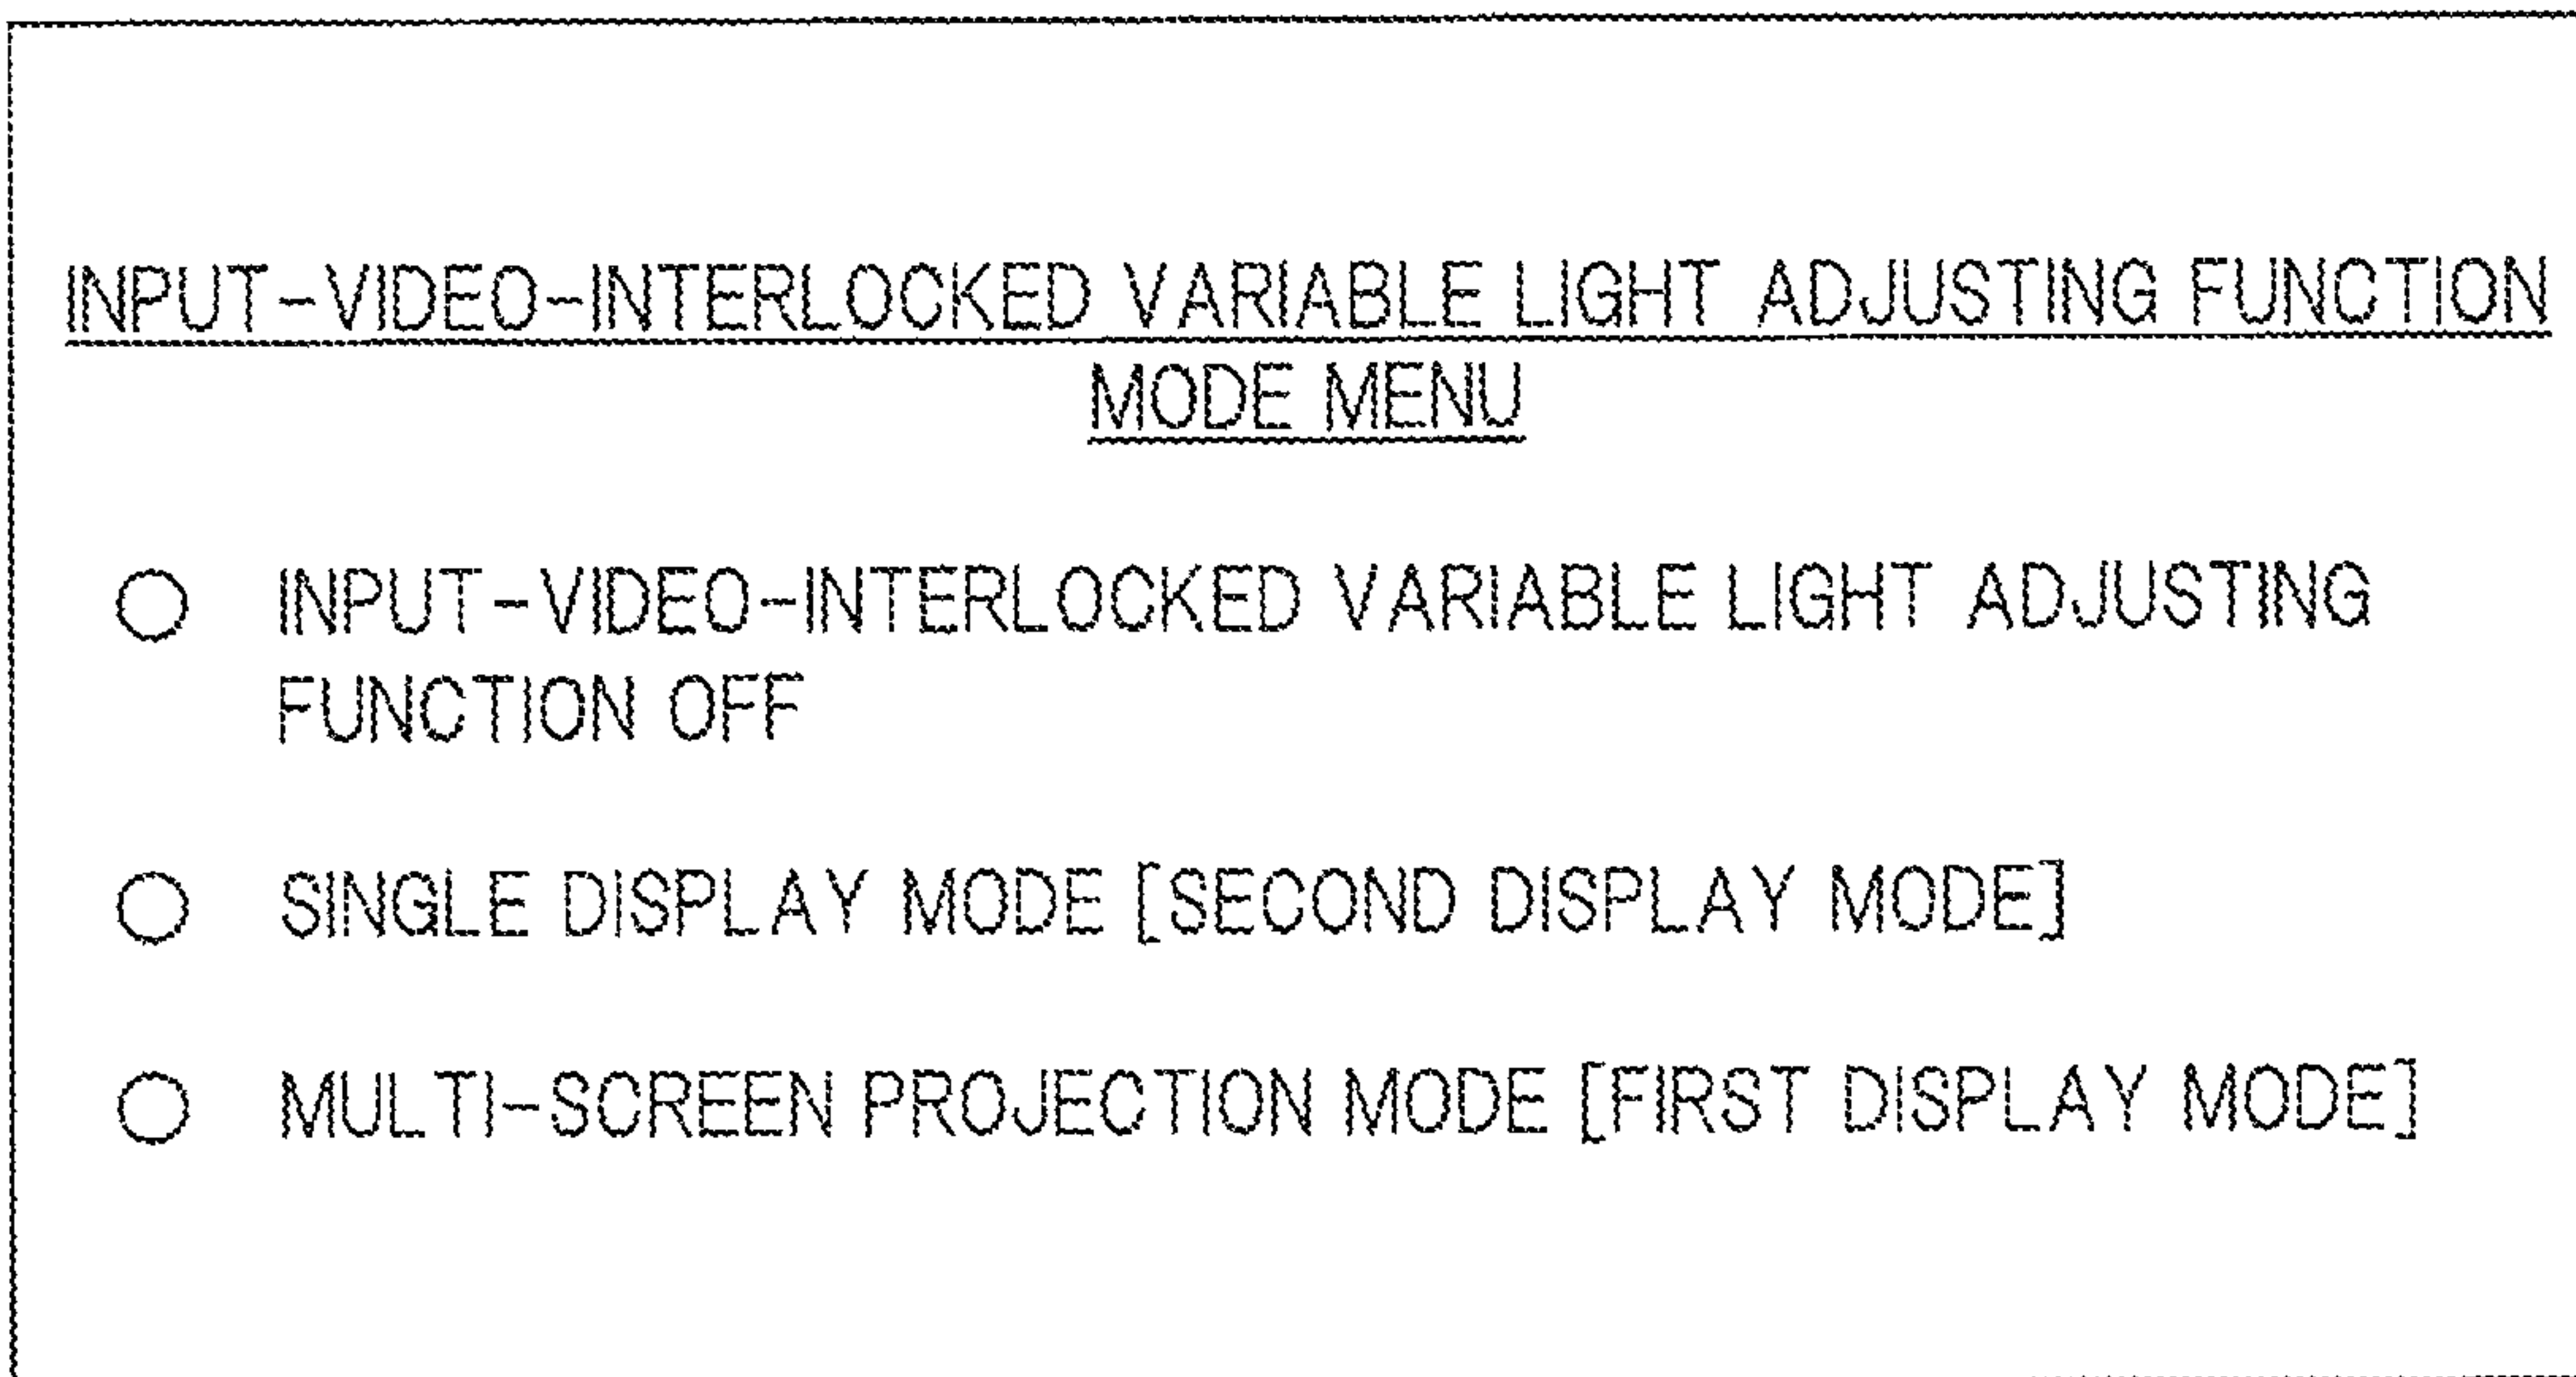 INPUT-VIDEO-INTERLOCKED VARIABLE LIGHT ADJUSTING FUNCTION
MODE MENU
INPUT-VIDEO-INTERLOCKED VARIABLE LIGHT ADJUSTING
FUNCTION OFF
SINGLE DISPLAY MODE [SECOND DISPLAY MODE]
MULTI-SCREEN PROJECTION MODE [FIRST DISPLAY MODE]